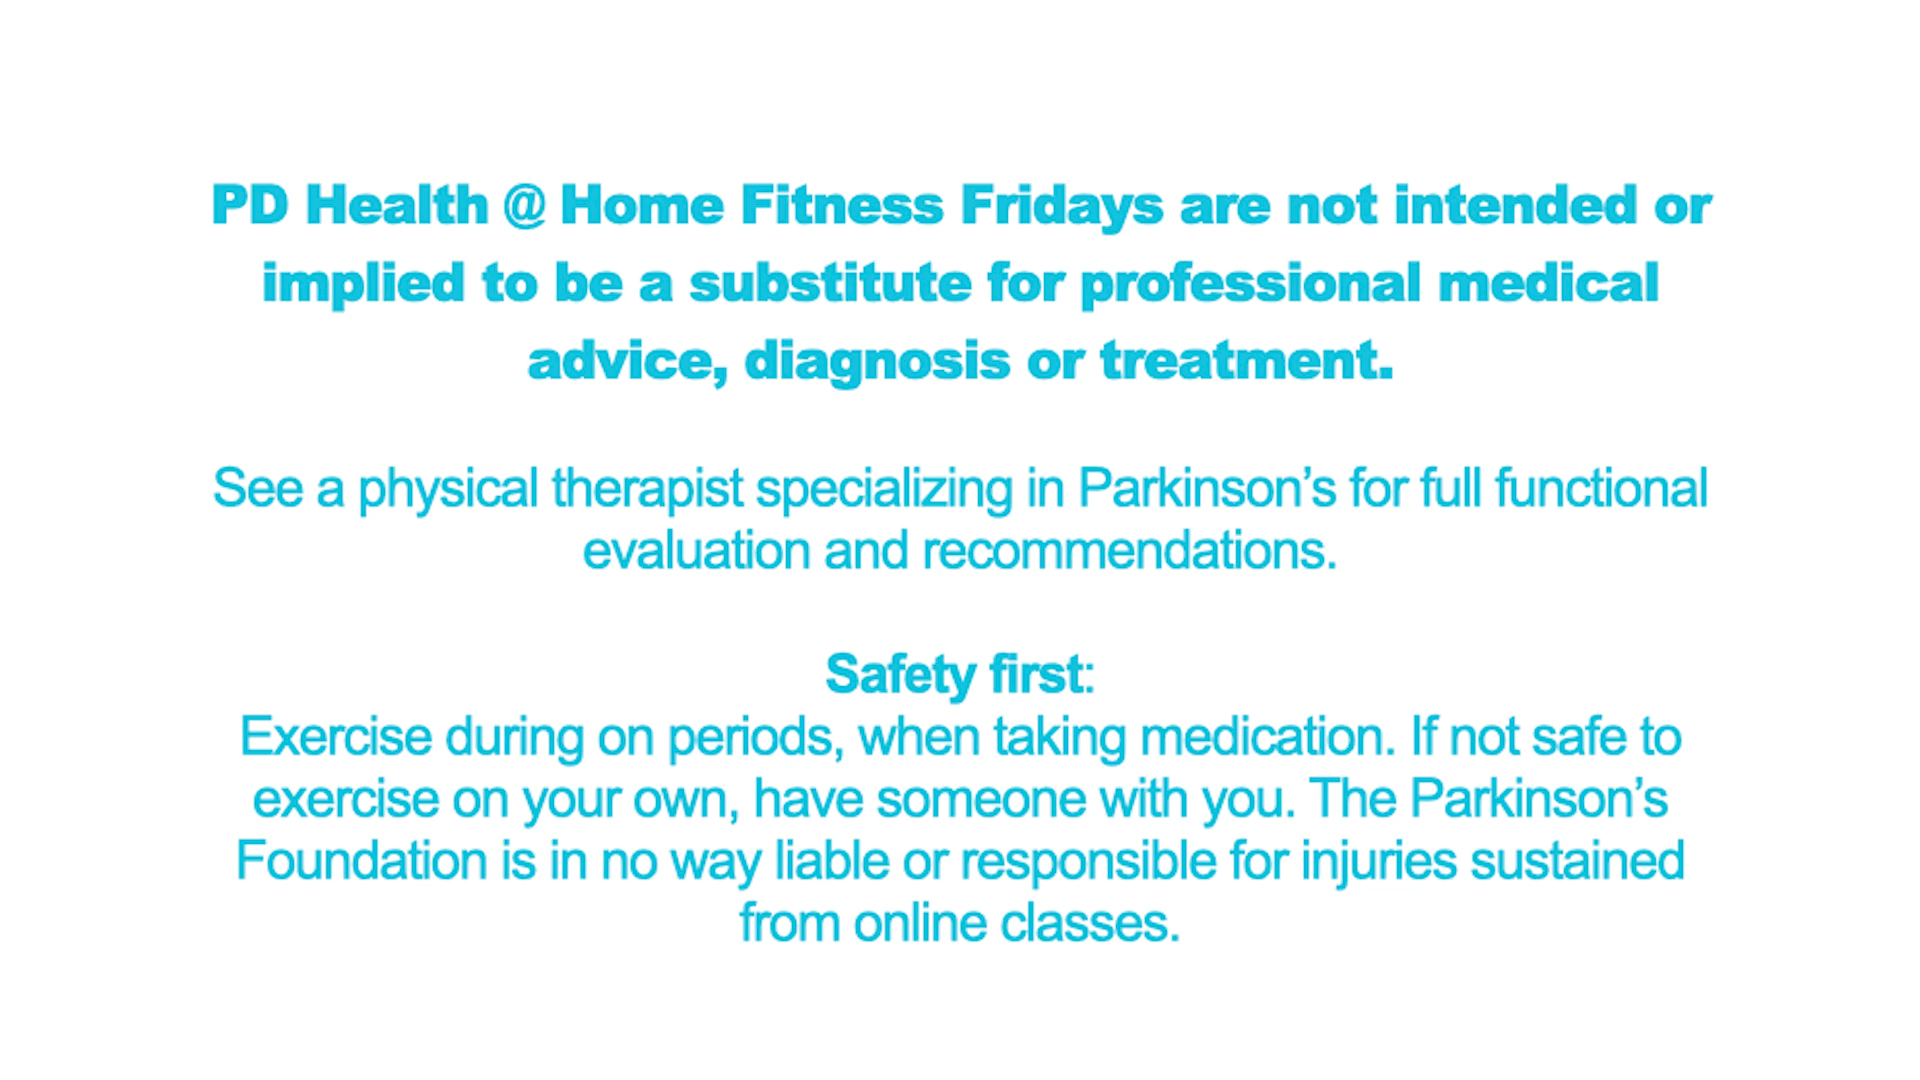 PD Health @ Home Fitness Fridays are not intended or
implied to be a substitute for professional medical
advice, diagnosis or treatment.
See a physical therapist specializing in Parkinson’s for full functional
evaluation and recommendations.
Safety first:
Exercise during on periods, when taking medication. If not safe to
exercise on your own, have someone with you. The Parkinson’s
Foundation is in no way liable or responsible for injuries sustained
from online classes.